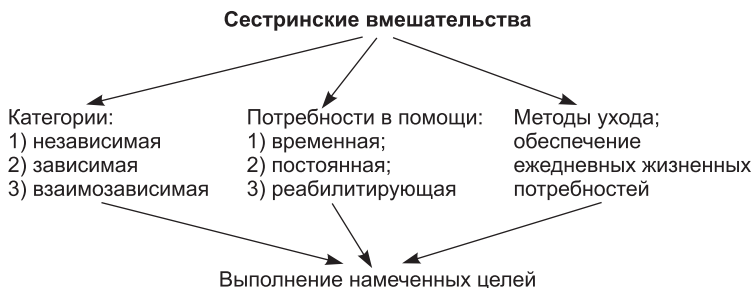 Сестринские вмешательства
Категории:
1) независимая
2) зависимая
3) взаимозависимая
Потребности в помощи:
1) временная;
2) постоянная;
3) реабилитирующая
Методы ухода;
обеспечение
ежедневных жизненных
потребностей
Выполнение намеченных целей